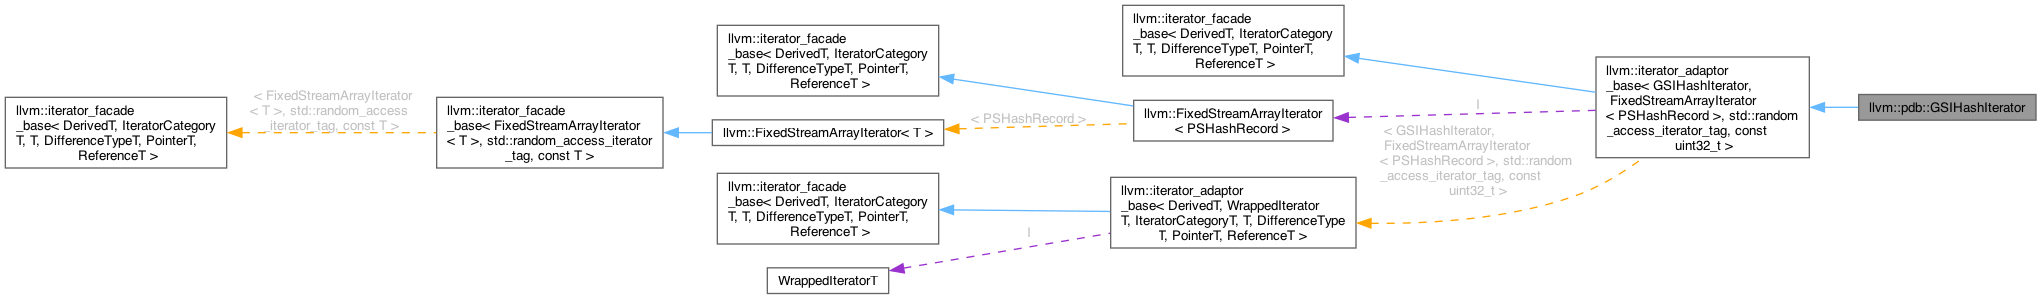 llvm::iterator_facade
_base< DerivedT, IteratorCategory
T, T, DifferenceTypeT, PointerT,
ReferenceT >
< FixedStreamArrayIterator
< T >, std::random_access
_iterator_tag, const T >
llvm::iterator_facade
_base< FixedStreamArrayIterator
< T >, std::random_access_iterator
_tag, const T >
llvm::iterator_facade
_base< DerivedT, IteratorCategory
T, T, DifferenceTypeT, PointerT,
ReferenceT >
llvm::FixedStreamArrayIterator< T >
llvm::iterator_facade
_base< DerivedT, IteratorCategory
T, T, DifferenceTypeT, PointerT,
ReferenceT >
WrappedIteratorT
< PSHashRecord >
I
llvm::iterator_facade
_base< DerivedT, IteratorCategory
T, T, DifferenceTypeT, PointerT,
ReferenceT >
llvm::FixedStreamArrayIterator
< PSHashRecord >
llvm::iterator_adaptor
_base< DerivedT, WrappedIterator
T, IteratorCategoryT, T, DifferenceType
T, PointerT, ReferenceT >
I
< GSIHashIterator,
FixedStreamArrayIterator
< PSHashRecord >, std::random
_access_iterator_tag, const
uint32_t >
llvm::iterator_adaptor
_base< GSIHashIterator,
FixedStreamArrayIterator
< PSHashRecord >, std::random
_access_iterator_tag, const
uint32_t >
llvm::pdb::GSIHashIterator